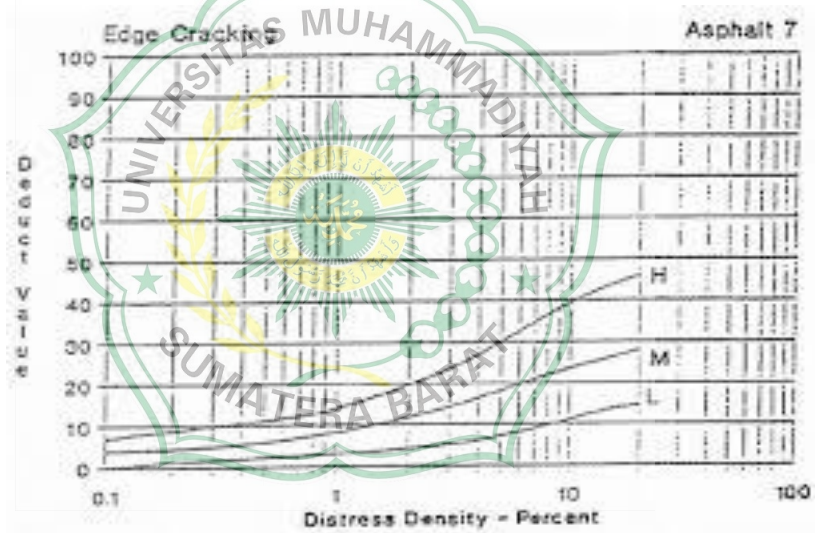 Edge Cracking
Asphalt 7
100
90
80
70
60
50
40
30
20
10
0
Deduct Value
H
M
L
0.1
1
10
100
Distress Density - Percent
UNIVERSITAS MUHAMMADIYAH
SUMATERA BARAT